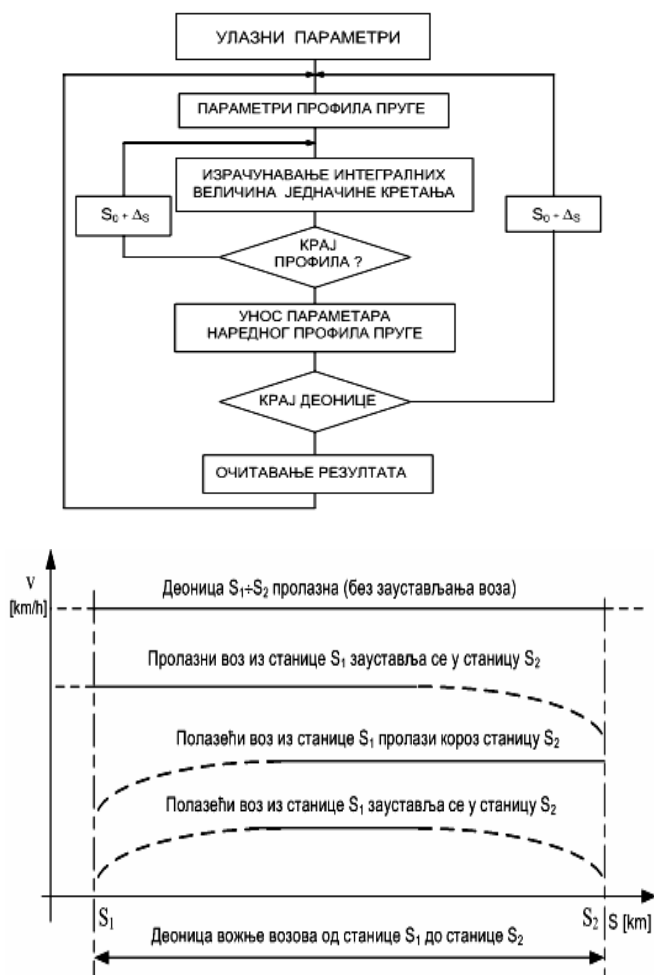 УЛАЗНИ ПАРАМЕТРИ
ПАРАМЕТРИ ПРОФИЛА ПРУГЕ
ИЗРАЧУНАВАЊЕ ИНТЕГРАЛНИХ
ВЕЛИЧИНА ЈЕДНАЧИНЕ КРЕТАЊА
S₀ + Δₛ
S₀ - Δₛ
КРАЈ
ПРОФИЛА ?
УНОС ПАРАМЕТАРА
НАРЕДНОГ ПРОФИЛА ПРУГЕ
КРАЈ ДЕОНИЦЕ
ОЧИТАВАЊЕ РЕЗУЛТАТА
V
[km/h]
Деоница S₁÷S₂ пролазна (без заустављања воза)
Пролазни воз из станице S₁ зауставља се у станицу S₂
Полазећи воз из станице S₁ пролази короз станицу S₂
Полазећи воз из станице S₁ зауставља се у станицу S₂
S₁
S₂ S [km]
Деоница вожње возова од станице S₁ до станице S₂